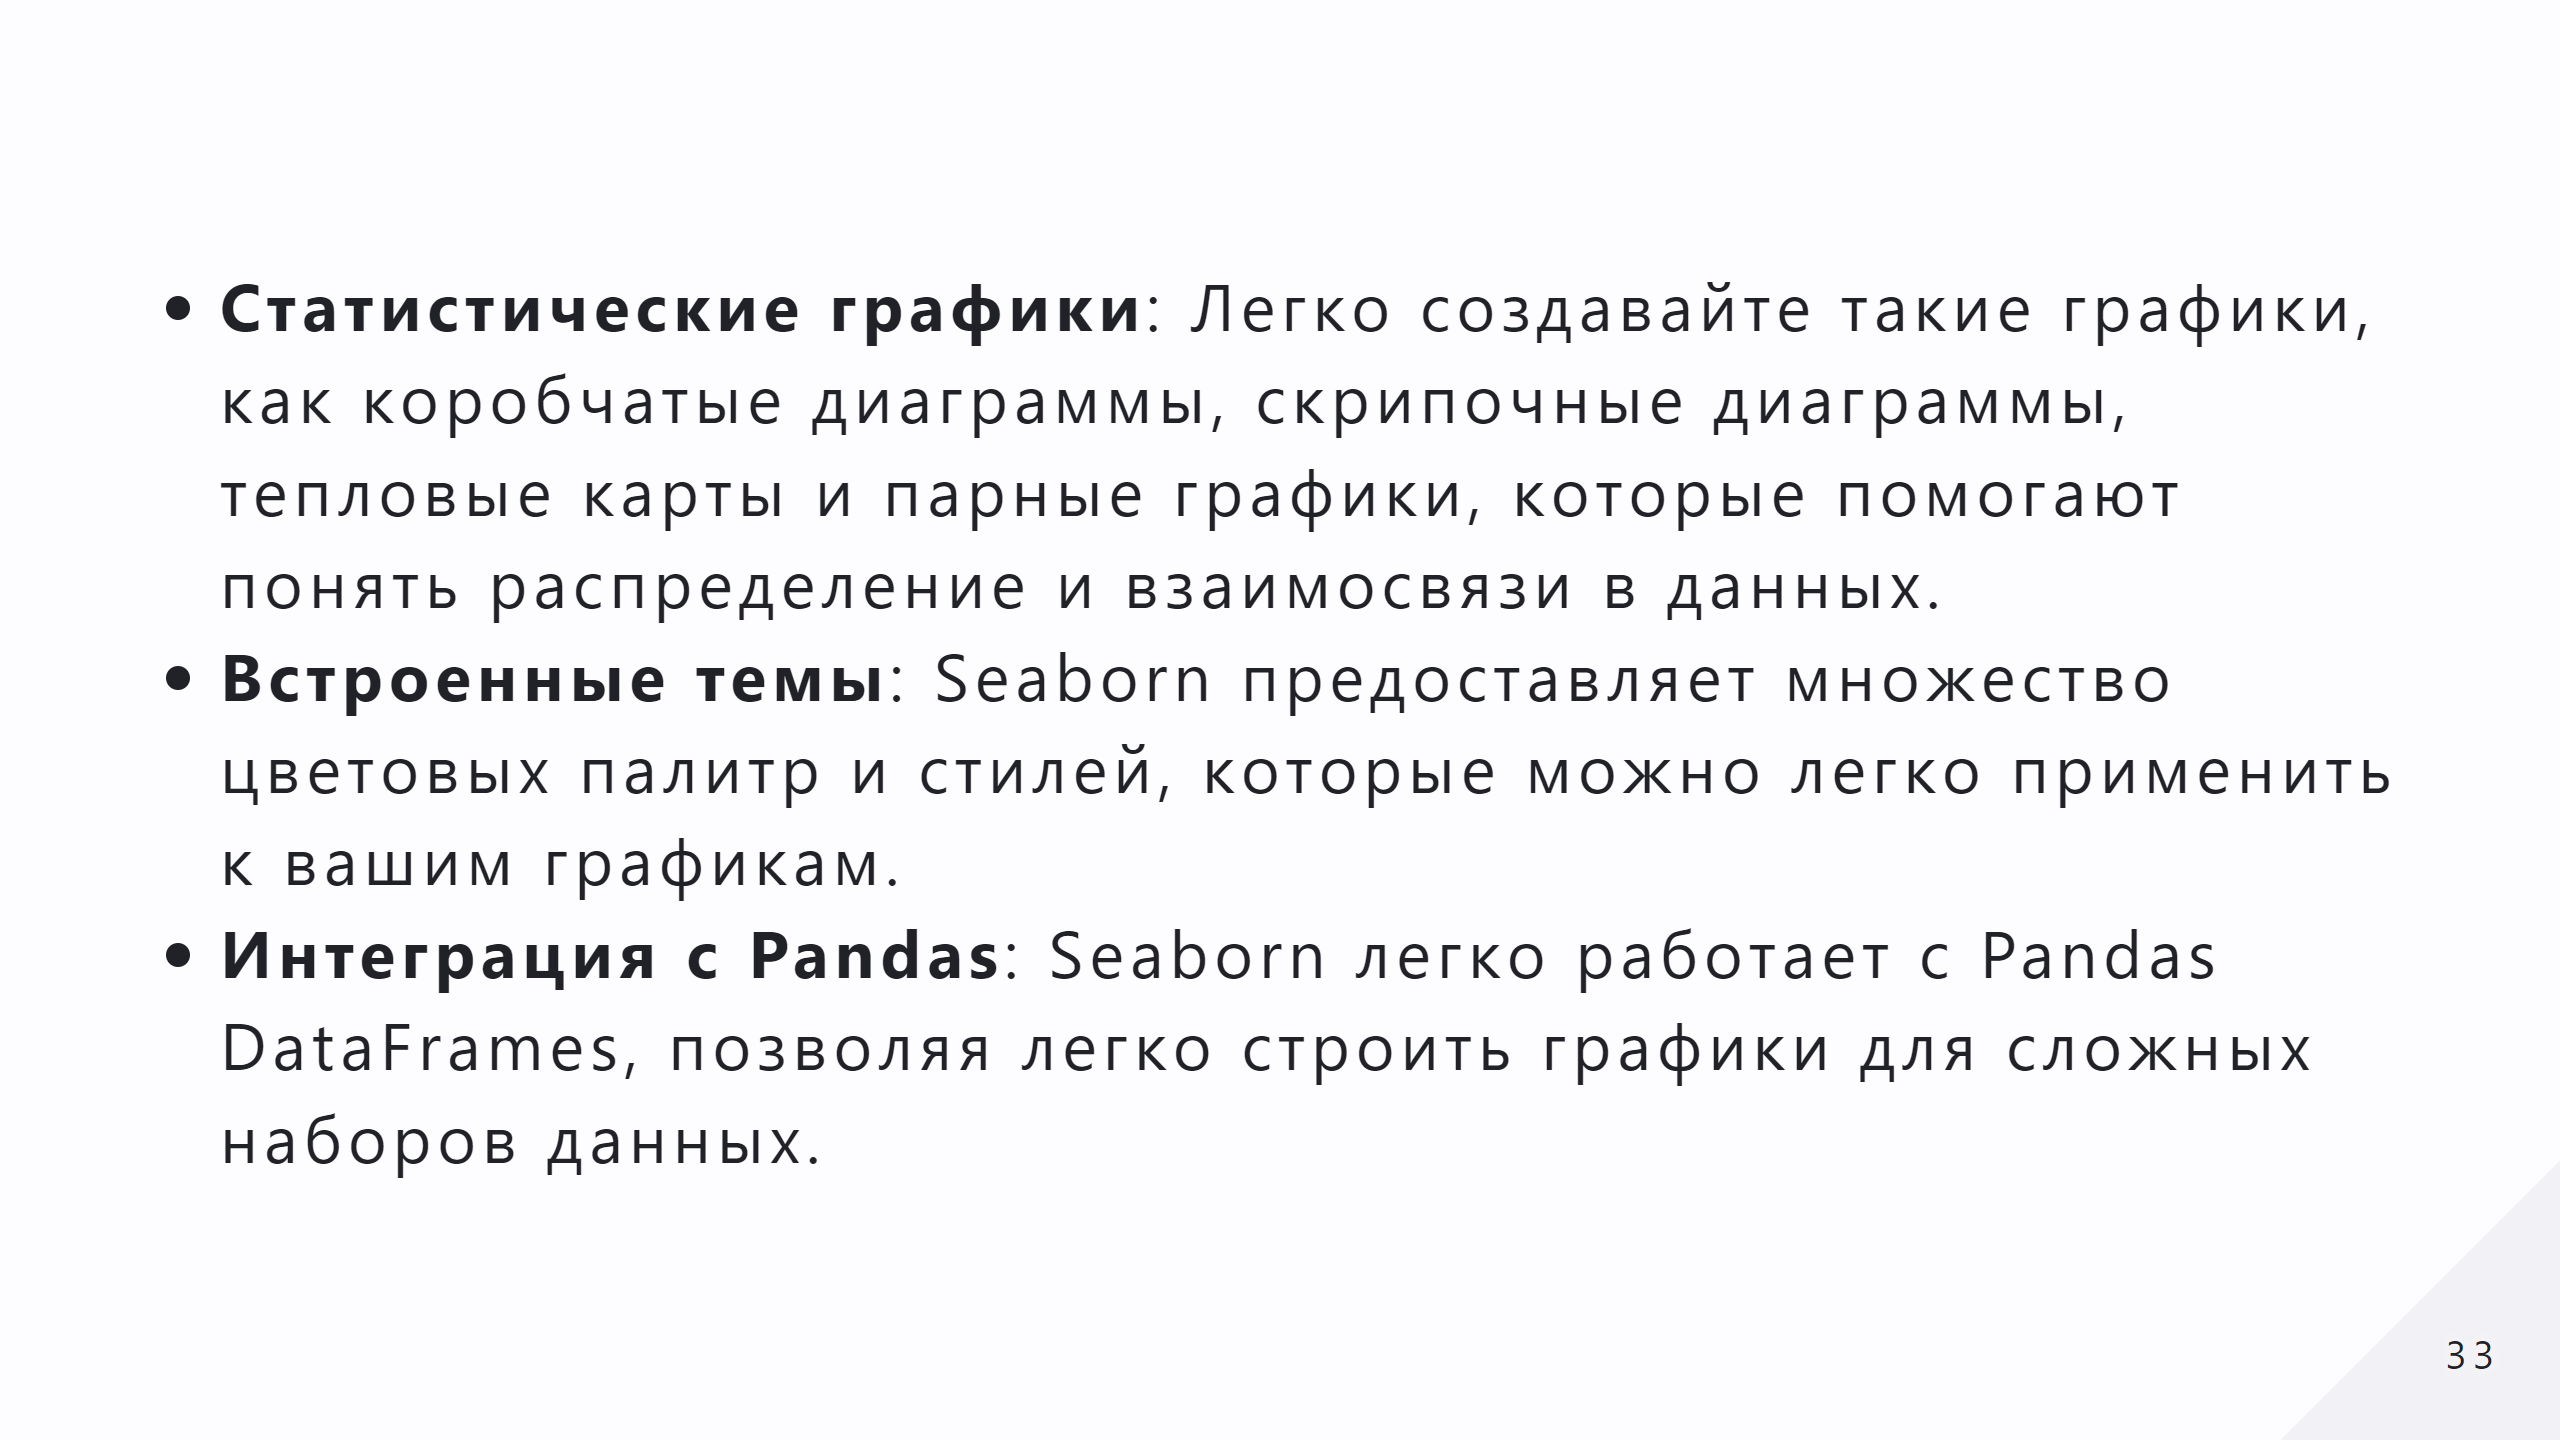 • Статистические графики: Легко создавайте такие графики,
как коробчатые диаграммы, скрипочные диаграммы,
тепловые карты и парные графики, которые помогают
понять распределение и взаимосвязи в данных.
• Встроенные темы: Seaborn предоставляет множество
цветовых палитр и стилей, которые можно легко применить
к вашим графикам.
• Интеграция с Pandas: Seaborn легко работает с Pandas
DataFrames, позволяя легко строить графики для сложных
наборов данных.
33